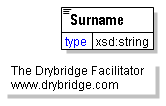 Surname
type xsd:string
The Drybridge Facilitator
www.drybridge.com